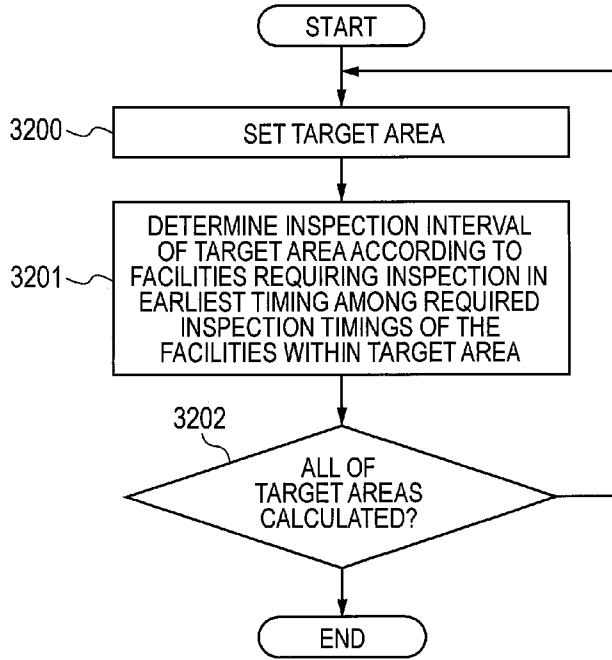 START
3200
SET TARGET AREA
3201
DETERMINE INSPECTION INTERVAL
OF TARGET AREA ACCORDING TO
FACILITIES REQUIRING INSPECTION IN
EARLIEST TIMING AMONG REQUIRED
INSPECTION TIMINGS OF THE
FACILITIES WITHIN TARGET AREA
3202
ALL OF
TARGET AREAS
CALCULATED?
END